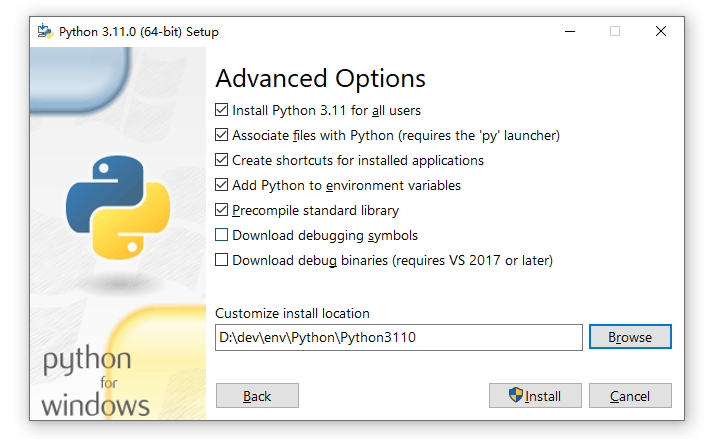 Python 3.11.0 (64-bit) Setup
Advanced Options
Install Python 3.11 for all users
Associate files with Python (requires the 'py' launcher)
Create shortcuts for installed applications
Add Python to environment variables
Precompile standard library
Download debugging symbols
Download debug binaries (requires VS 2017 or later)
Customize install location
D:\dev\env\Python\Python3110
Browse
python
for
windows
Back
Install
Cancel